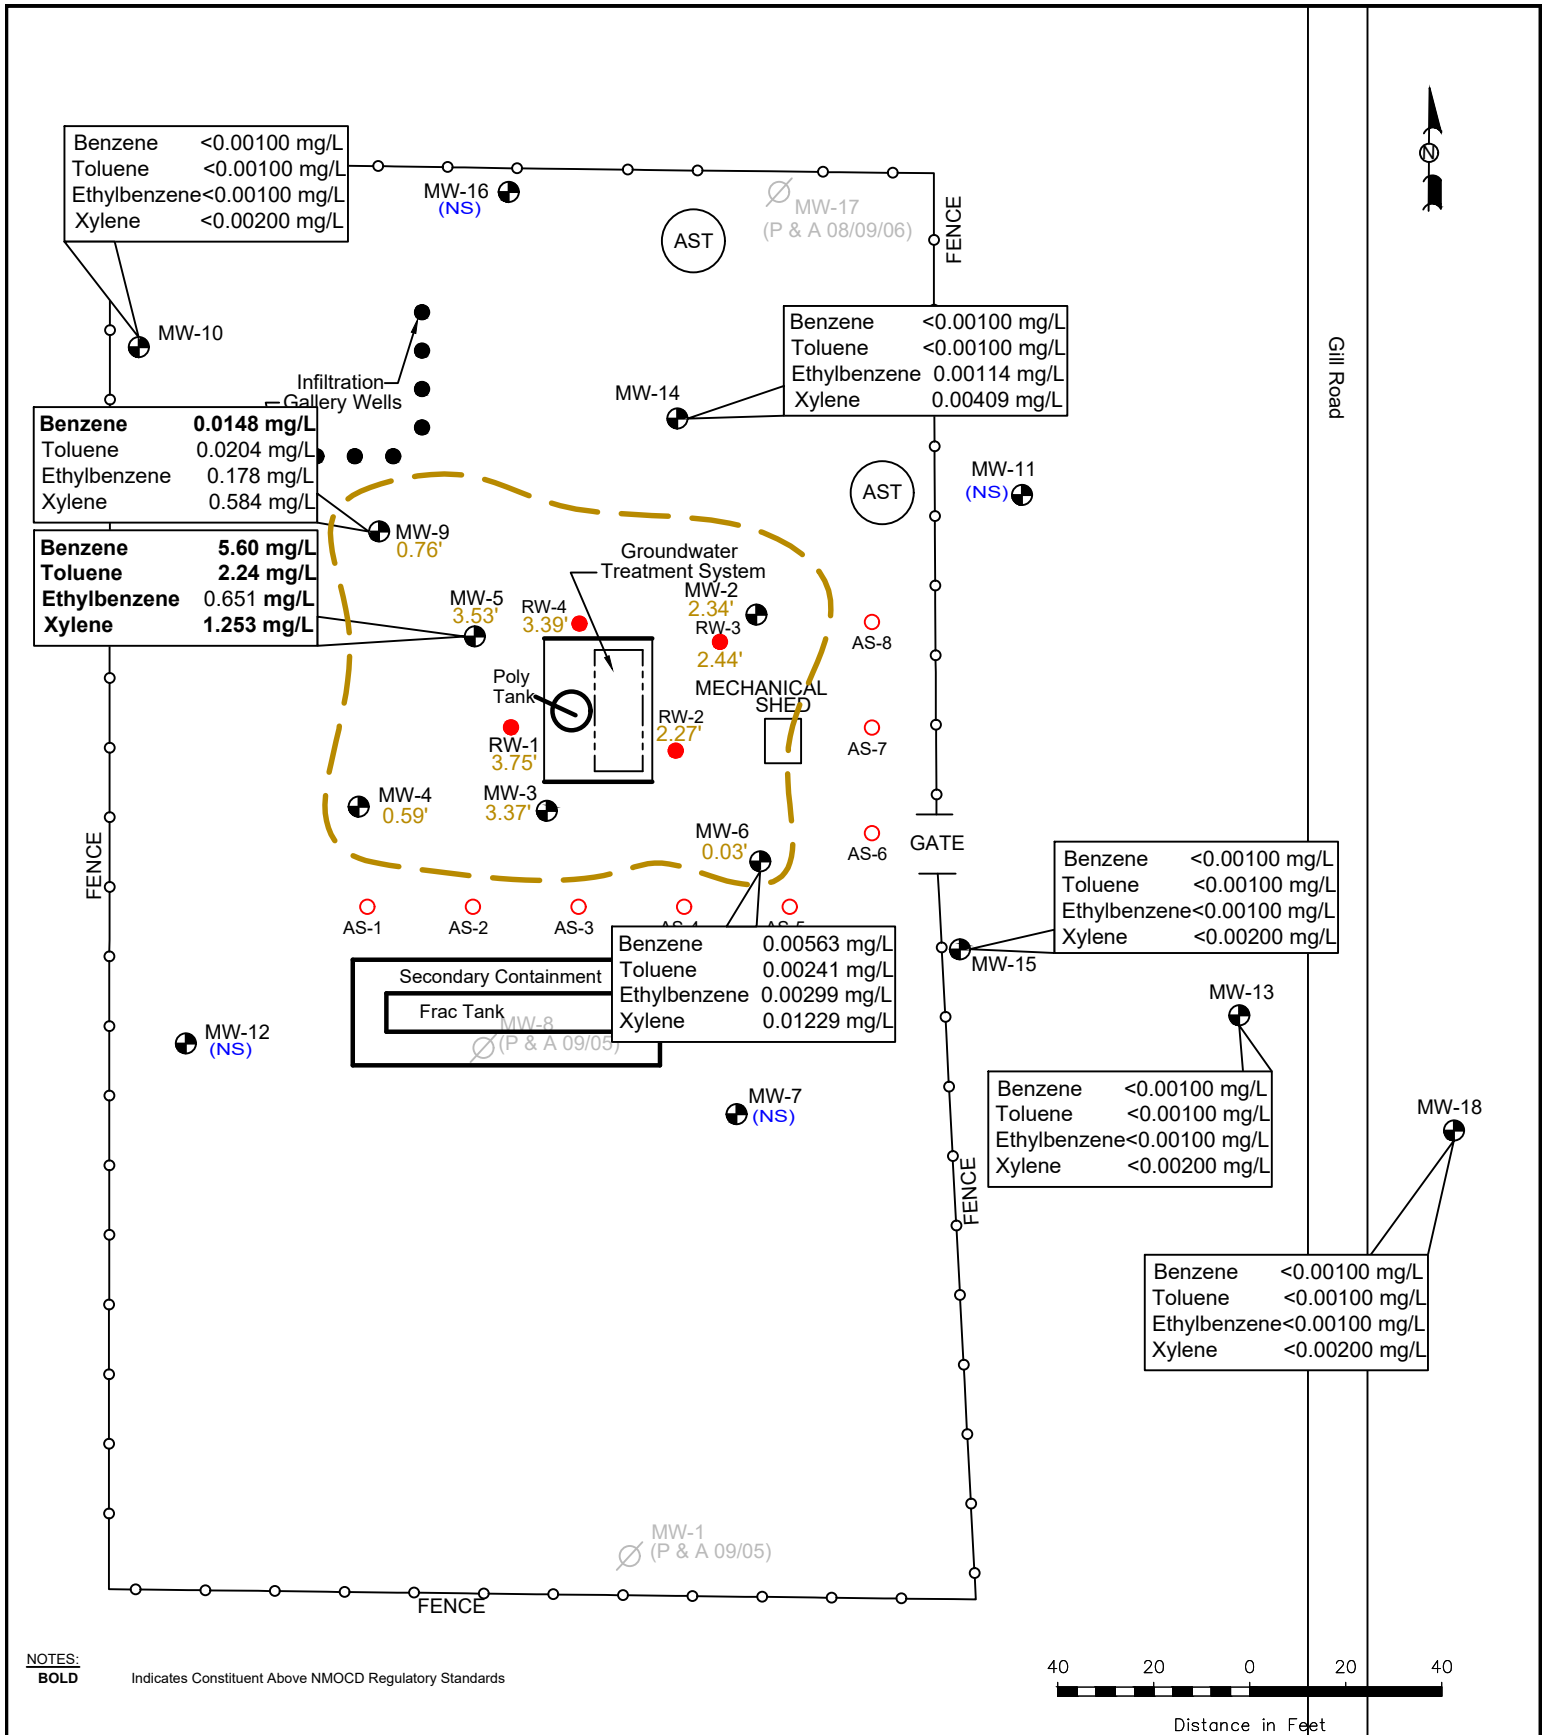 Benzene <0.00100 mg/L
Toluene <0.00100 mg/L
Ethylbenzene<0.00100 mg/L
Xylene <0.00200 mg/L
MW-16
(NS)
MW-17
(P & A 08/09/06)
AST
FENCE
N
MW-10
Infiltration
Gallery Wells
MW-14
Benzene <0.00100 mg/L
Toluene <0.00100 mg/L
Ethylbenzene 0.00114 mg/L
Xylene 0.00409 mg/L
Gill Road
Benzene 0.0148 mg/L
Toluene 0.0204 mg/L
Ethylbenzene 0.178 mg/L
Xylene 0.584 mg/L
AST
MW-11
(NS)
MW-9
0.76'
Benzene 5.60 mg/L
Toluene 2.24 mg/L
Ethylbenzene 0.651 mg/L
Xylene 1.253 mg/L
Groundwater
Treatment System
MW-5
3.53'
RW-4
3.39'
MW-2
2.34'
RW-3
2.44'
AS-8
Poly
Tank
MECHANICAL
SHED
RW-1
3.75'
RW-2
2.27'
AS-7
MW-4
0.59'
MW-3
3.37'
MW-6
0.03'
AS-6
GATE
FENCE
AS-1
AS-2
AS-3
AS-4
AS-5
Benzene <0.00100 mg/L
Toluene <0.00100 mg/L
Ethylbenzene<0.00100 mg/L
Xylene <0.00200 mg/L
MW-15
Benzene 0.00563 mg/L
Toluene 0.00241 mg/L
Ethylbenzene 0.00299 mg/L
Xylene 0.01229 mg/L
Secondary Containment
Frac Tank
MW-8
(P & A 09/05)
MW-12
(NS)
MW-13
MW-7
(NS)
Benzene <0.00100 mg/L
Toluene <0.00100 mg/L
Ethylbenzene<0.00100 mg/L
Xylene <0.00200 mg/L
MW-18
FENCE
Benzene <0.00100 mg/L
Toluene <0.00100 mg/L
Ethylbenzene<0.00100 mg/L
Xylene <0.00200 mg/L
MW-1
(P & A 09/05)
FENCE
NOTES:
BOLD Indicates Constituent Above NMOCD Regulatory Standards
40 20 0 20 40
Distance in Feet